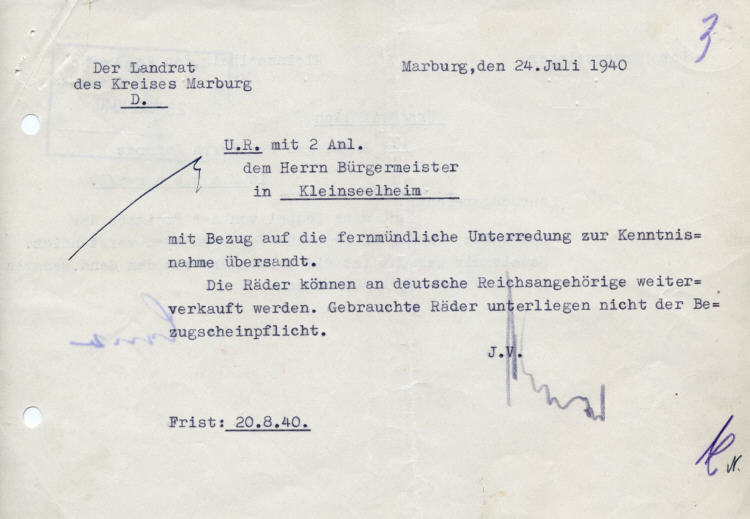 3
Der Landrat
des Kreises Marburg
D.
Marburg,den 24.Juli 1940
U.R. mit 2 Anl.
dem Herrn Bürgermeister
in Kleinseelheim
mit Bezug auf die fernmündliche Unterredung zur Kenntnis=
nahme übersandt.
Die Räder können an deutsche Reichsangehörige weiter=
verkauft werden. Gebrauchte Räder unterliegen nicht der Be=
zugscheinpflicht.
J.V.
Frist: 20.8.40.